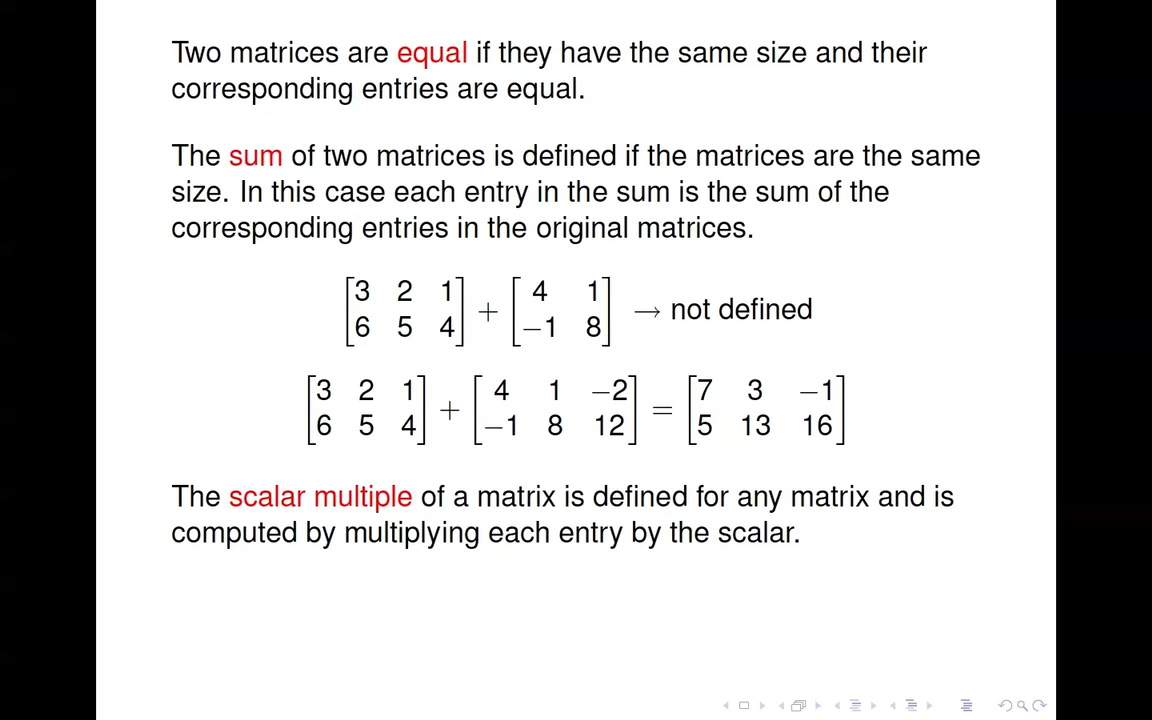 Two matrices are equal if they have the same size and their
corresponding entries are equal.
The sum of two matrices is defined if the matrices are the same
size. In this case each entry in the sum is the sum of the
corresponding entries in the original matrices.
[3 2 1] + [4 1] → not defined
[6 5 4] [−1 8]
[3 2 1] + [4 1 −2] = [7 3 −1]
[6 5 4] [−1 8 12] [5 13 16]
The scalar multiple of a matrix is defined for any matrix and is
computed by multiplying each entry by the scalar.